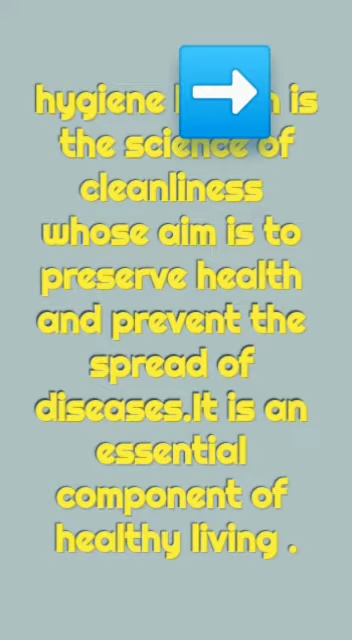 hygiene is
the science of
cleanliness
whose aim is to
preserve health
and prevent the
spread of
diseases.It is an
essential
component of
healthy living .